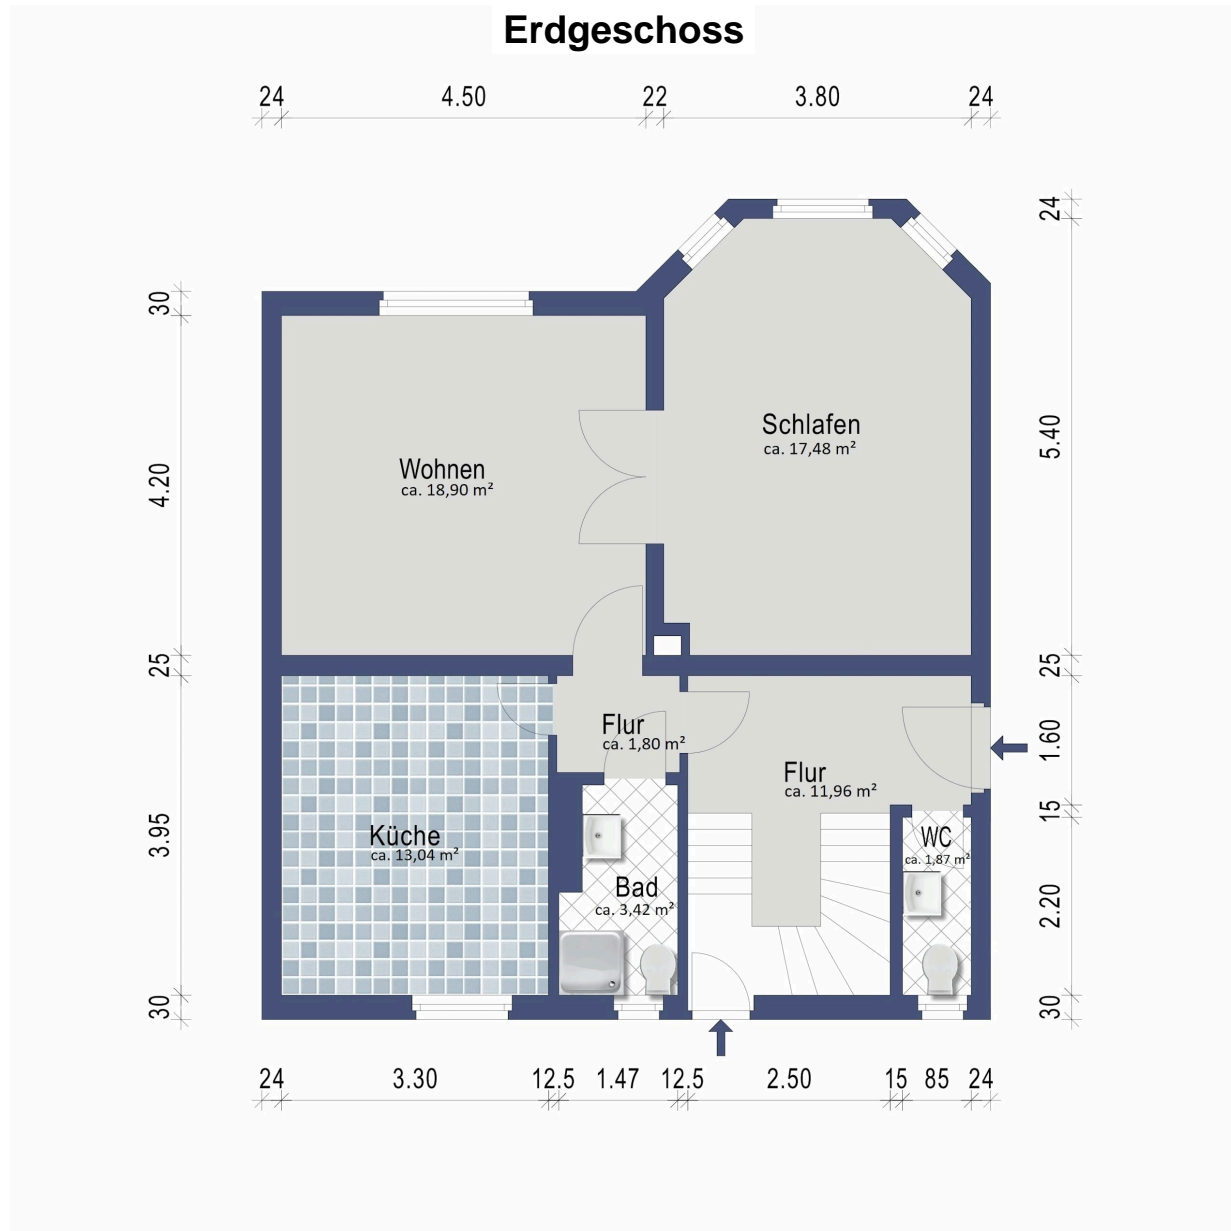 Erdgeschoss
24 4.50 22 3.80 24
24
30
Schlafen
ca. 17,48 m²
5.40
Wohnen
ca. 18,90 m²
4.20
25
25
Flur
ca. 1,80 m²
1.60
Flur
ca. 11,96 m²
15
Küche
ca. 13,04 m²
3.95
WC
ca. 1,87 m²
Bad
ca. 3,42 m²
2.20
30
30
24 3.30 12.5 1.47 12.5 2.50 15 85 24